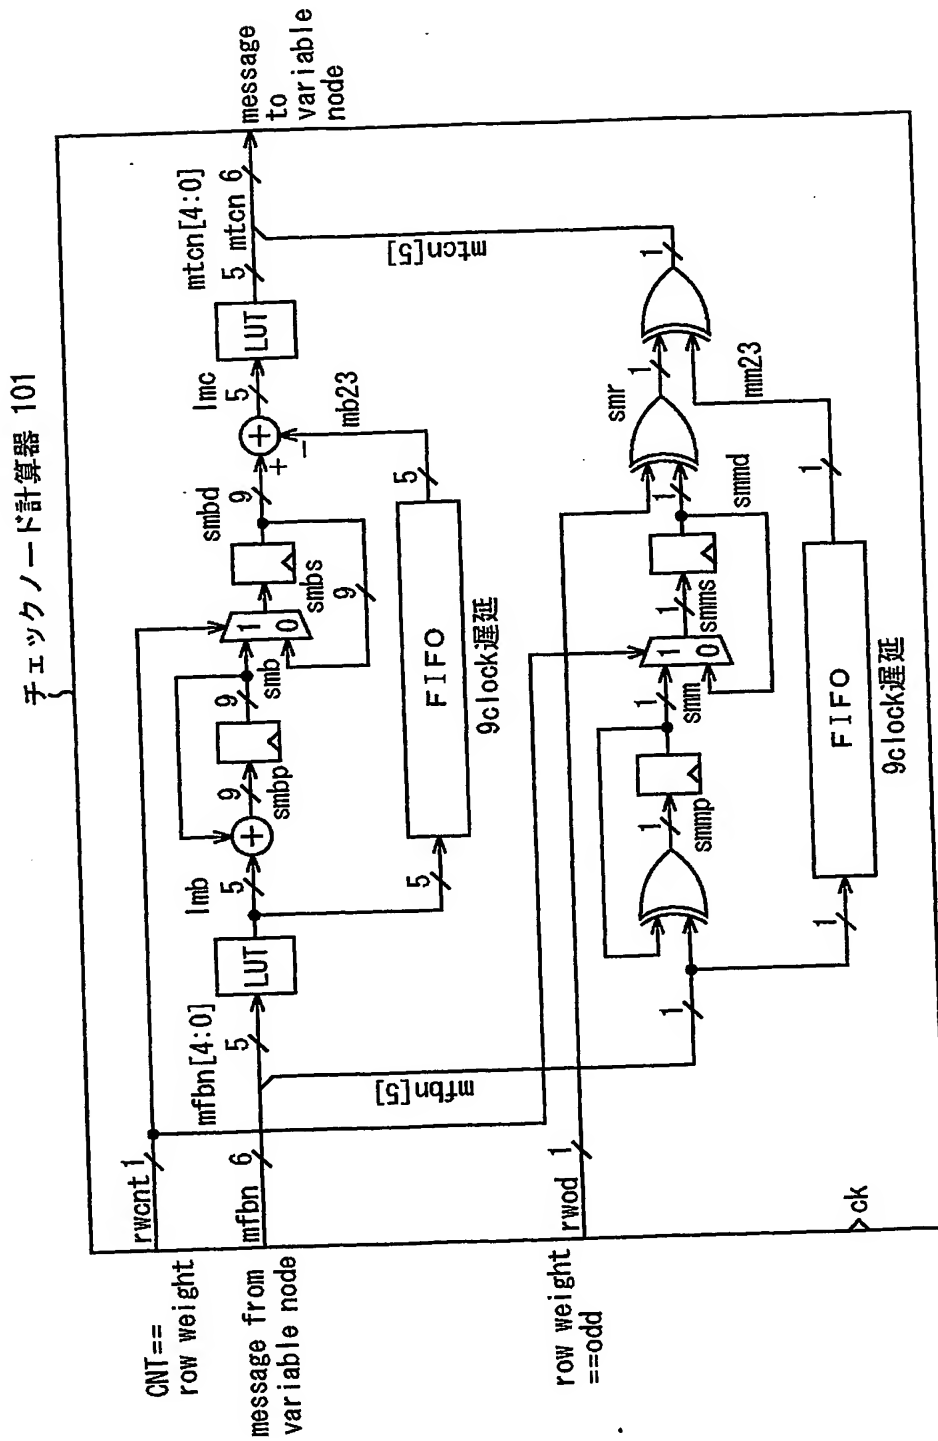 チェックノード計算器 101
CNT==
row weight
rwcnt 1
message from
variable node
mfbn 6
mfbn[4:0]
5
LUT
lmb
5
smbp
9
9
smb
1
0
smbs
9
smbd
9
+
−
lmc
5
LUT
mtcn[4:0]
5
mtcn 6
message
to
variable
node
5
FIFO
9clock遅延
5
mb23
mfbn[5]
mtcn[5]
row weight
==odd
rwod 1
1
smmp
1
smm
1
1
0
smms
1
smmd
1
smr
1
1
1
FIFO
9clock遅延
1
mm23
ck